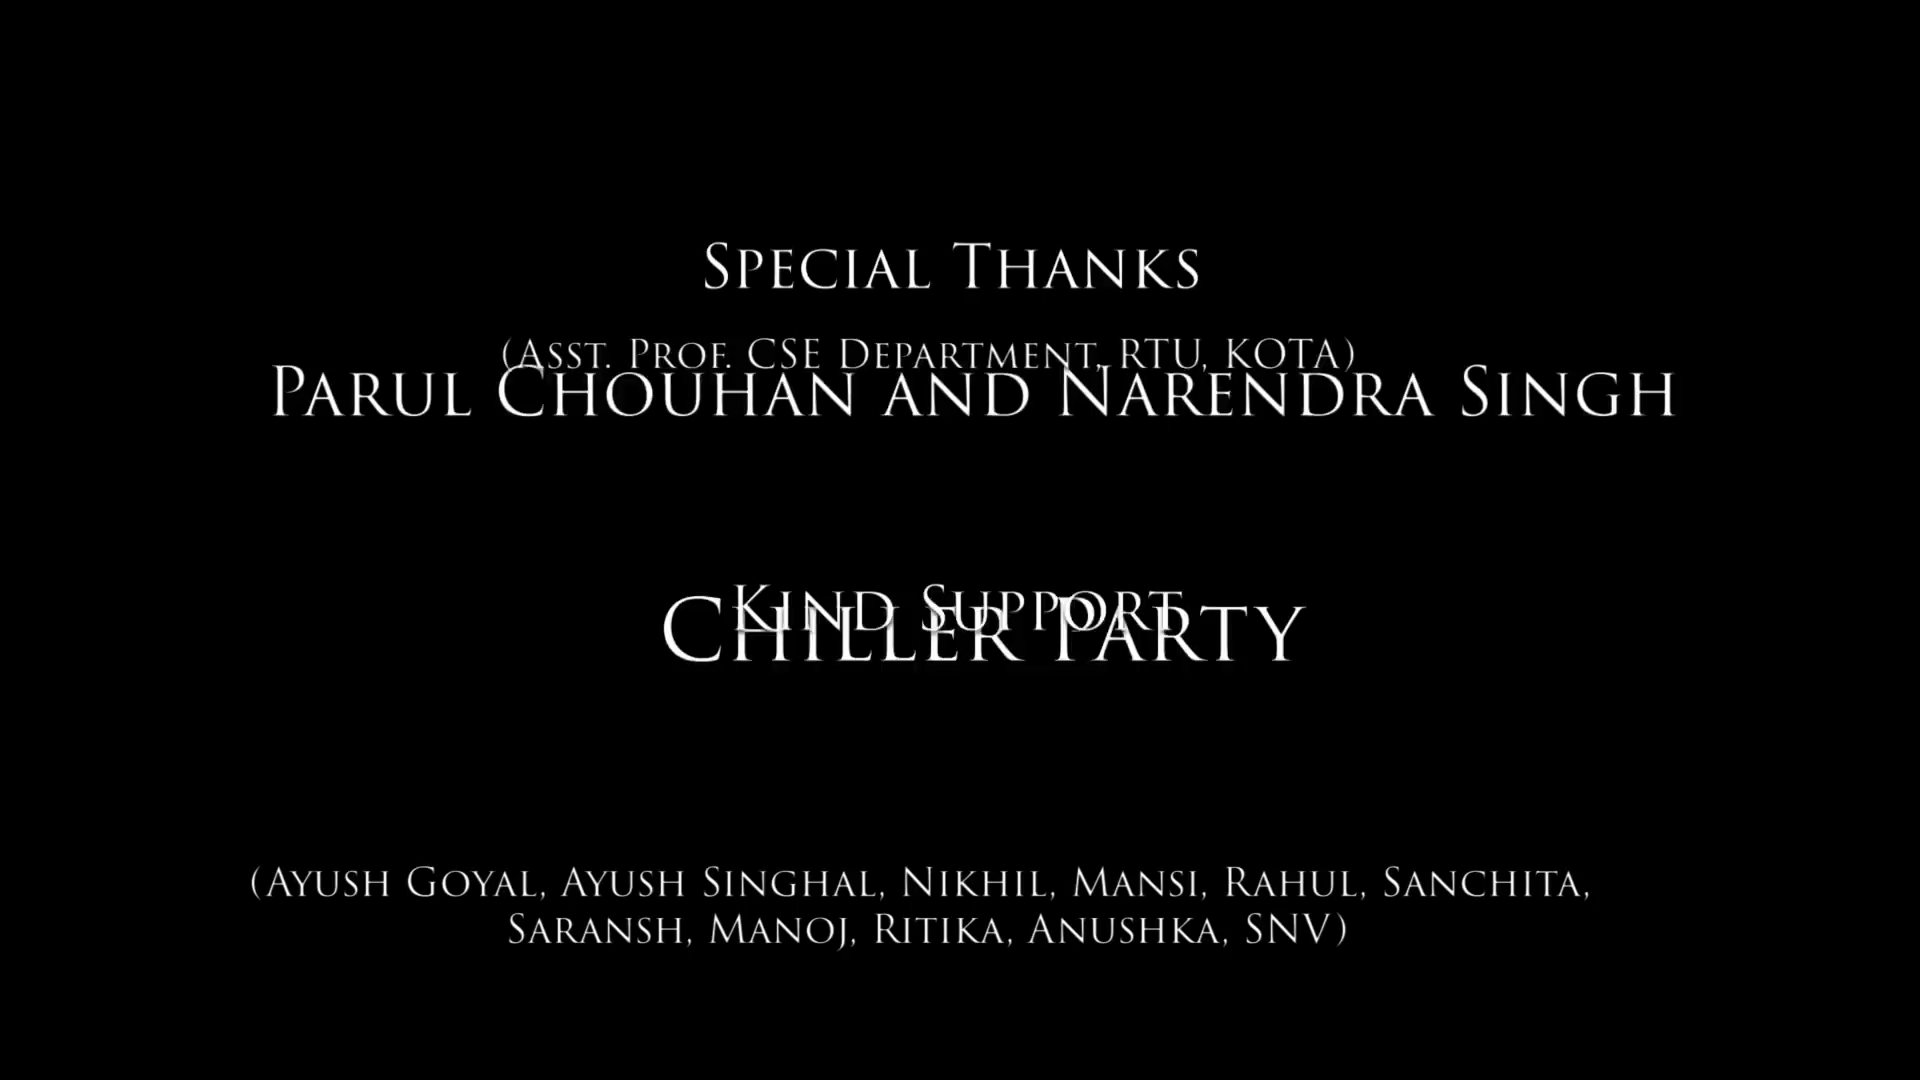 Special Thanks
(Asst. Prof. CSE Department, RTU, KOTA)
Parul Chouhan and Narendra Singh
Kind Support
Chiller Party
(Ayush Goyal, Ayush Singhal, Nikhil, Mansi, Rahul, Sanchita,
Saransh, Manoj, Ritika, Anushka, SNV)